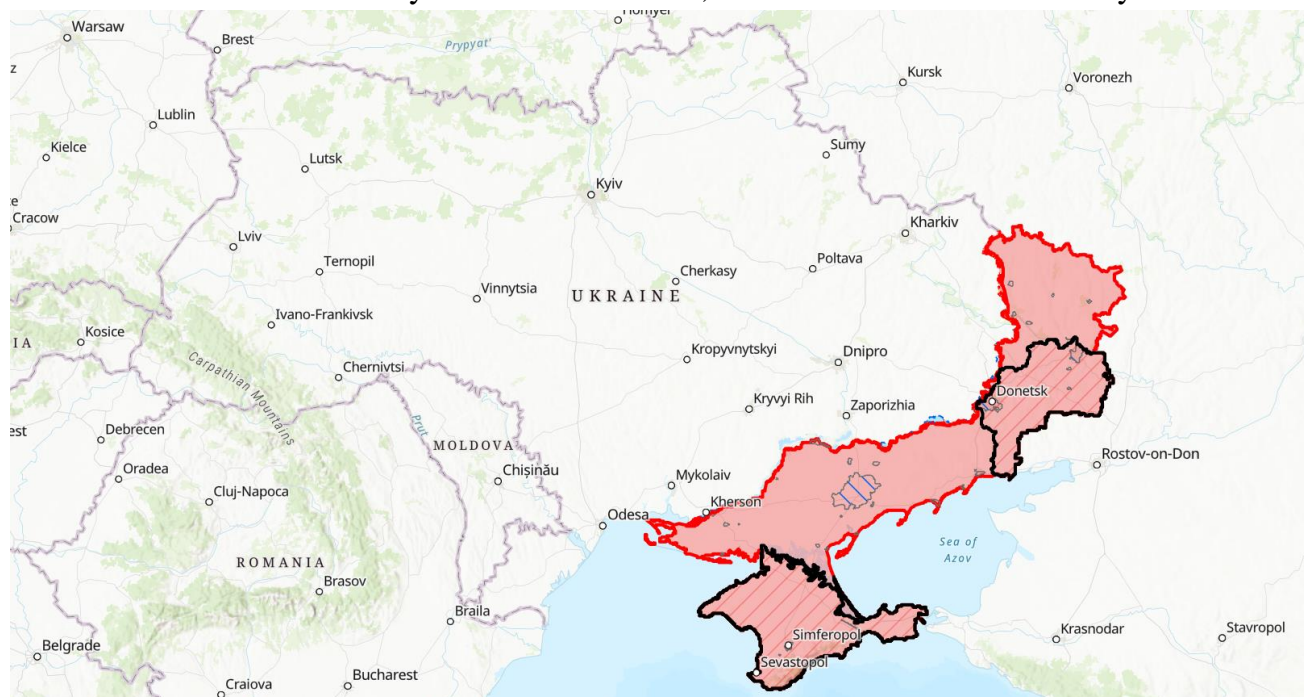 Warsaw
Brest
Prypyat'
Kursk
Voronezh
Lublin
Kielce
Lutsk
Sumy
Kyiv
Cracow
Lviv
Kharkiv
Ternopil
Poltava
Cherkasy
Vinnytsia
UKRAINE
Ivano-Frankivsk
Kosice
IA
Kropyvnytskyi
Dnipro
Carpathian Mountains
Chernivtsi
Donetsk
Kryvyi Rih
Zaporizhia
Prut
est
Debrecen
MOLDOVA
Rostov-on-Don
Oradea
Chișinău
Mykolaiv
Cluj-Napoca
Kherson
Odesa
Sea of
Azov
ROMANIA
Brasov
Braila
Simferopol
Krasnodar
Stavropol
Belgrade
Sevastopol
Bucharest
Craiova